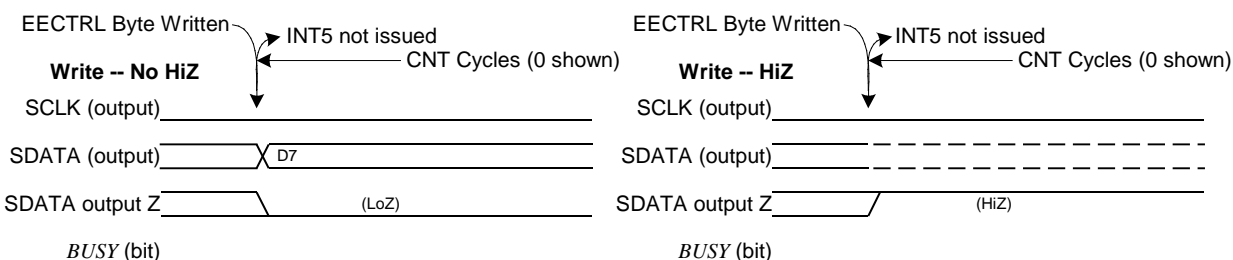 EECTRL Byte Written
INT5 not issued
CNT Cycles (0 shown)
Write -- No HiZ
SCLK (output)
SDATA (output)
D7
SDATA output Z
(LoZ)
BUSY (bit)
EECTRL Byte Written
INT5 not issued
CNT Cycles (0 shown)
Write -- HiZ
SCLK (output)
SDATA (output)
SDATA output Z
(HiZ)
BUSY (bit)